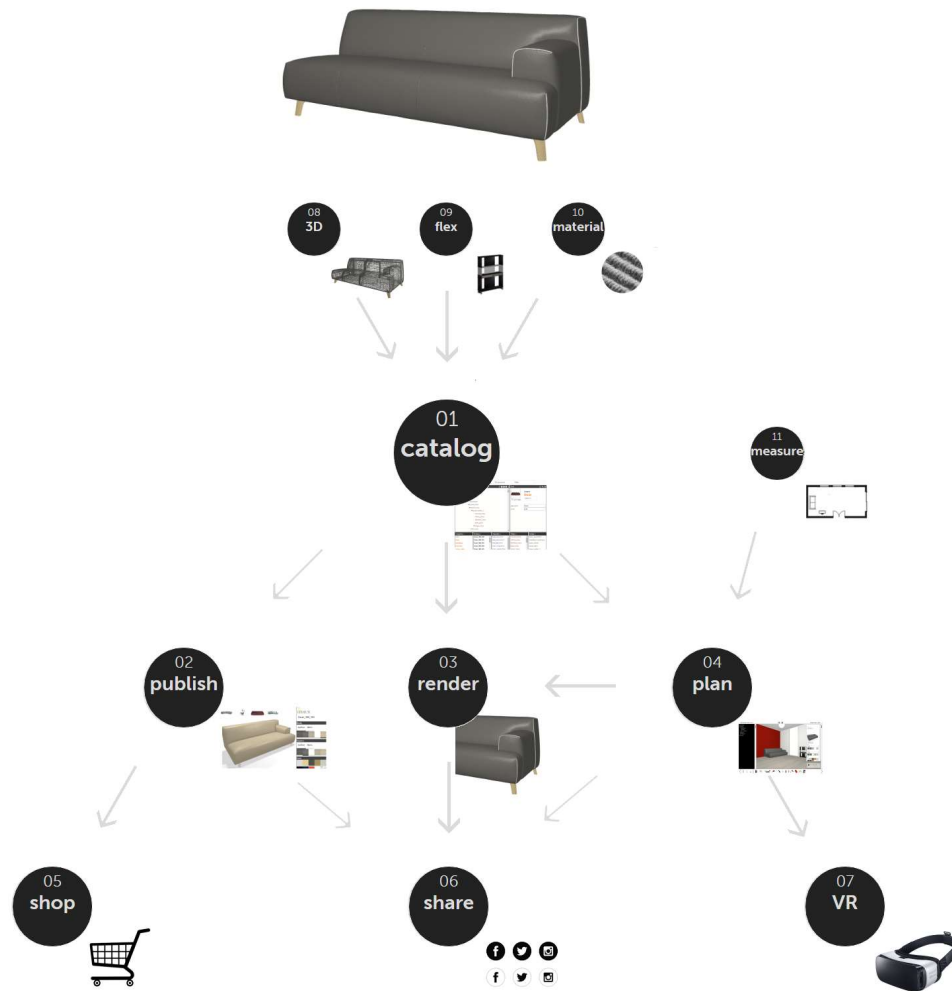 08
3D
09
flex
10
material
01
catalog
11
measure
02
publish
03
render
04
plan
05
shop
06
share
07
VR